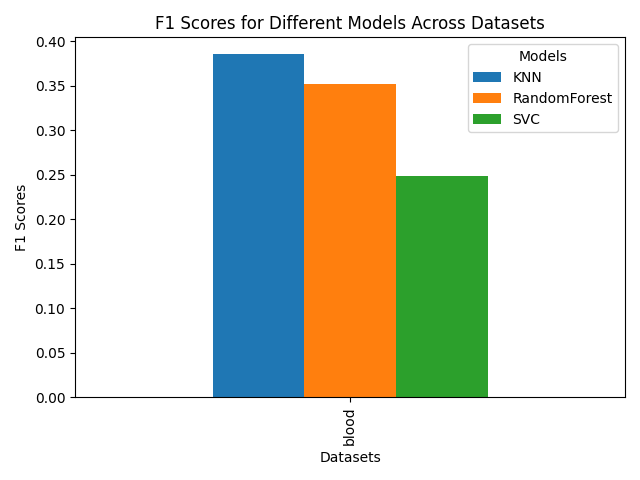 F1 Scores for Different Models Across Datasets
Models
KNN
RandomForest
SVC
F1 Scores
0.40
0.35
0.30
0.25
0.20
0.15
0.10
0.05
0.00
blood
Datasets